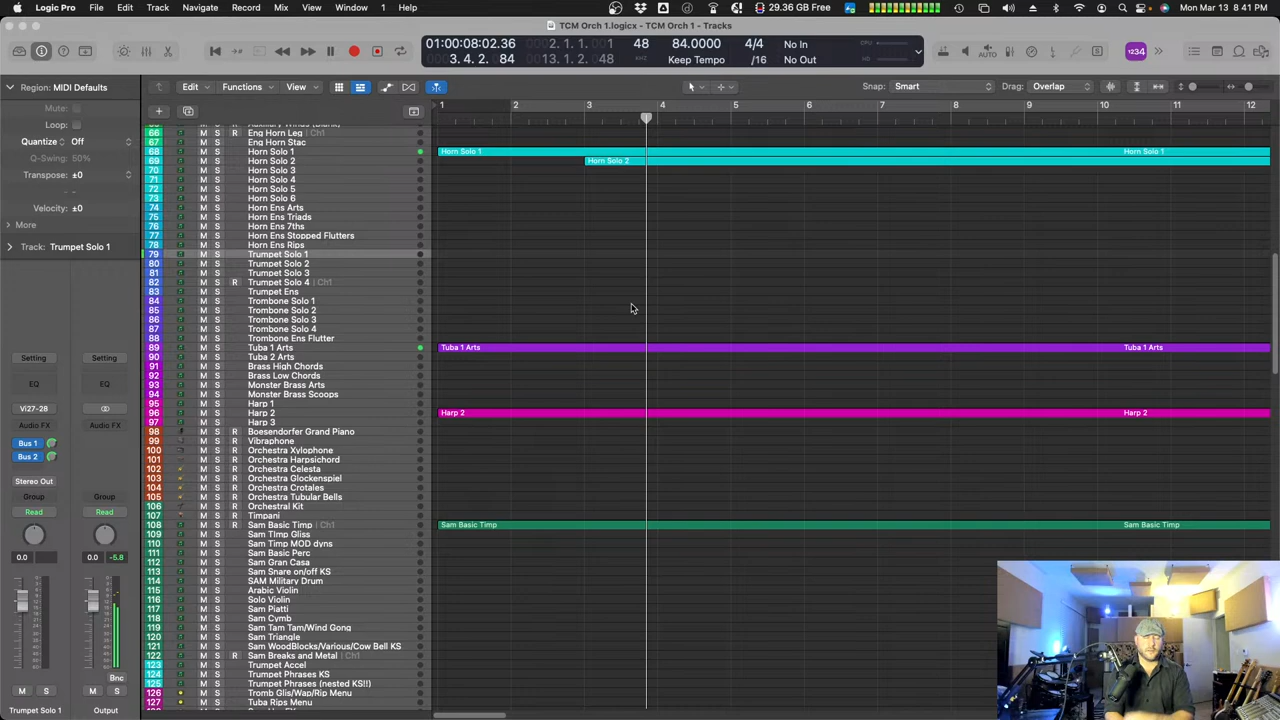 Logic Pro File Edit Track Navigate Record Mix View Window 1 Help
29.36 GB Free Mon Mar 13 8:41 PM
TCM Orch 1.logicx - TCM Orch 1 - Tracks
01:00:08:02.36 2. 1. 1. 1 48 84.0000 4/4 No In CPU
3. 4. 2. 84 13. 1. 2. 048 Keep Tempo /16 No Out
1234
Region: MIDI Defaults Edit Functions View Snap: Smart Drag: Overlap
Mute:
Loop:
Quantize Off
Q-Swing: 50%
Transpose: ±0
Velocity: ±0
More
Track: Trumpet Solo 1
1 2 3 4 5 6 7 8 9 10 11 12
66 M S R Eng Horn Leg | Ch1
67 M S Eng Horn Stac
68 M S Horn Solo 1 Horn Solo 1 Horn Solo 1
69 M S Horn Solo 2 Horn Solo 2
70 M S Horn Solo 3
71 M S Horn Solo 4
72 M S Horn Solo 5
73 M S Horn Solo 6
74 M S Horn Ens Arts
75 M S Horn Ens Triads
76 M S Horn Ens 7ths
77 M S Horn Ens Stopped Flutters
78 M S Horn Ens Rips
79 M S Trumpet Solo 1
80 M S Trumpet Solo 2
81 M S Trumpet Solo 3
82 M S R Trumpet Solo 4 | Ch1
83 M S Trumpet Ens
84 M S Trombone Solo 1
85 M S Trombone Solo 2
86 M S Trombone Solo 3
87 M S Trombone Solo 4
88 M S Trombone Ens Flutter
89 M S Tuba 1 Arts Tuba 1 Arts Tuba 1 Arts
90 M S Tuba 2 Arts
91 M S Brass High Chords
92 M S Brass Low Chords
93 M S Monster Brass Arts
94 M S Monster Brass Scoops
95 M S Harp 1
96 M S Harp 2 Harp 2 Harp 2
97 M S Harp 3
98 M S R Boesendorfer Grand Piano
99 M S R Vibraphone
100 M S R Orchestra Xylophone
101 M S R Orchestra Harpsichord
102 M S R Orchestra Celesta
103 M S R Orchestra Glockenspiel
104 M S R Orchestra Crotales
105 M S R Orchestra Tubular Bells
106 M S R Orchestral Kit
107 M S R Timpani
108 M S R Sam Basic Timp | Ch1 Sam Basic Timp Sam Basic Timp
109 M S Sam TImp Gliss
110 M S Sam Timp MOD dyns
111 M S Sam Basic Perc
112 M S Sam Gran Casa
113 M S Sam Snare on/off KS
114 M S SAM Military Drum
115 M S Arabic Violin
116 M S Solo Violin
117 M S Sam Piatti
118 M S Sam Cymb
119 M S Sam Tam Tam/Wind Gong
120 M S Sam Triangle
121 M S Sam WoodBlocks/Various/Cow Bell KS
122 M S R Sam Breaks and Metal | Ch1
123 M S Trumpet Accel
124 M S Trumpet Phrases KS
125 M S Trumpet Phrases (nested KS!!)
126 M S Tromb Glis/Wap/Rip Menu
127 M S Tuba Rips Menu
Setting Setting
EQ EQ
Vi27-28
Audio FX Audio FX
Bus 1
Bus 2
Stereo Out
Group Group
Read Read
0.0 0.0 -5.8
Bnc
M S M S
Trumpet Solo 1 Output